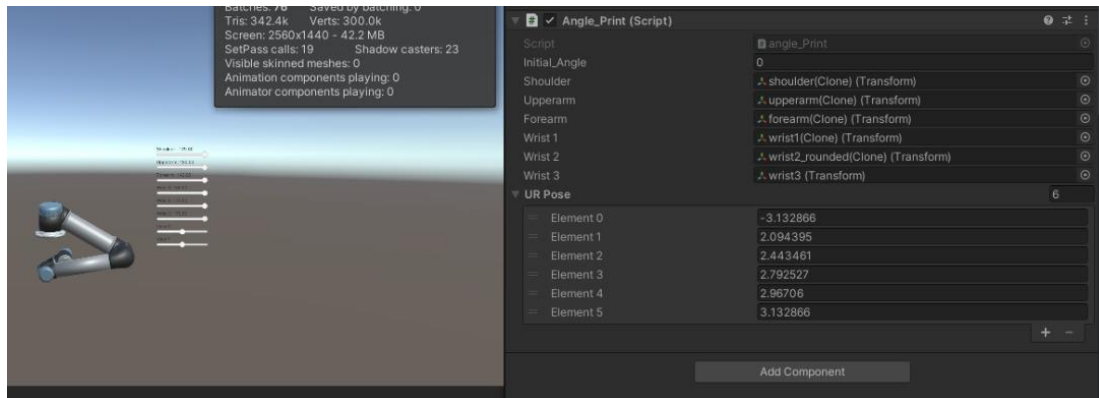 Batches: 76 Saved by batching: 0
Tris: 342.4k Verts: 300.0k
Screen: 2560x1440 - 42.2 MB
SetPass calls: 19 Shadow casters: 23
Visible skinned meshes: 0
Animation components playing: 0
Animator components playing: 0
# Angle_Print (Script)
Script angle_Print
Initial_Angle 0
Shoulder shoulder(Clone) (Transform)
Upperarm upperarm(Clone) (Transform)
Forearm forearm(Clone) (Transform)
Wrist 1 wrist1(Clone) (Transform)
Wrist 2 wrist2_rounded(Clone) (Transform)
Wrist 3 wrist3 (Transform)
UR Pose 6
Element 0 -3.132866
Element 1 2.094395
Element 2 2.443461
Element 3 2.792527
Element 4 2.96706
Element 5 3.132866
+ −
Add Component